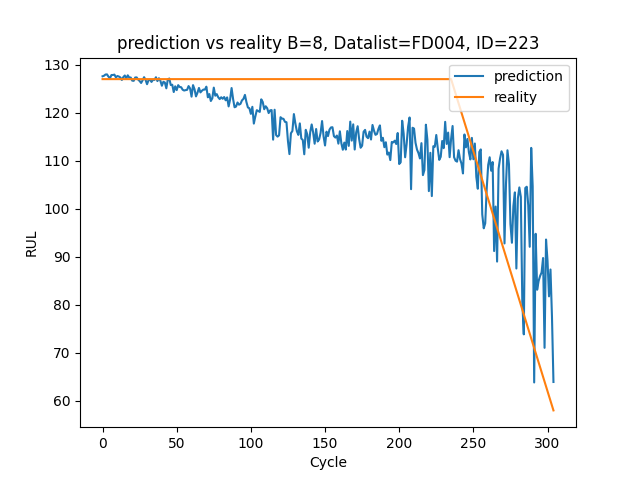 prediction vs reality B=8, Datalist=FD004, ID=223
prediction
reality
RUL
130
120
110
100
90
80
70
60
0 50 100 150 200 250 300
Cycle